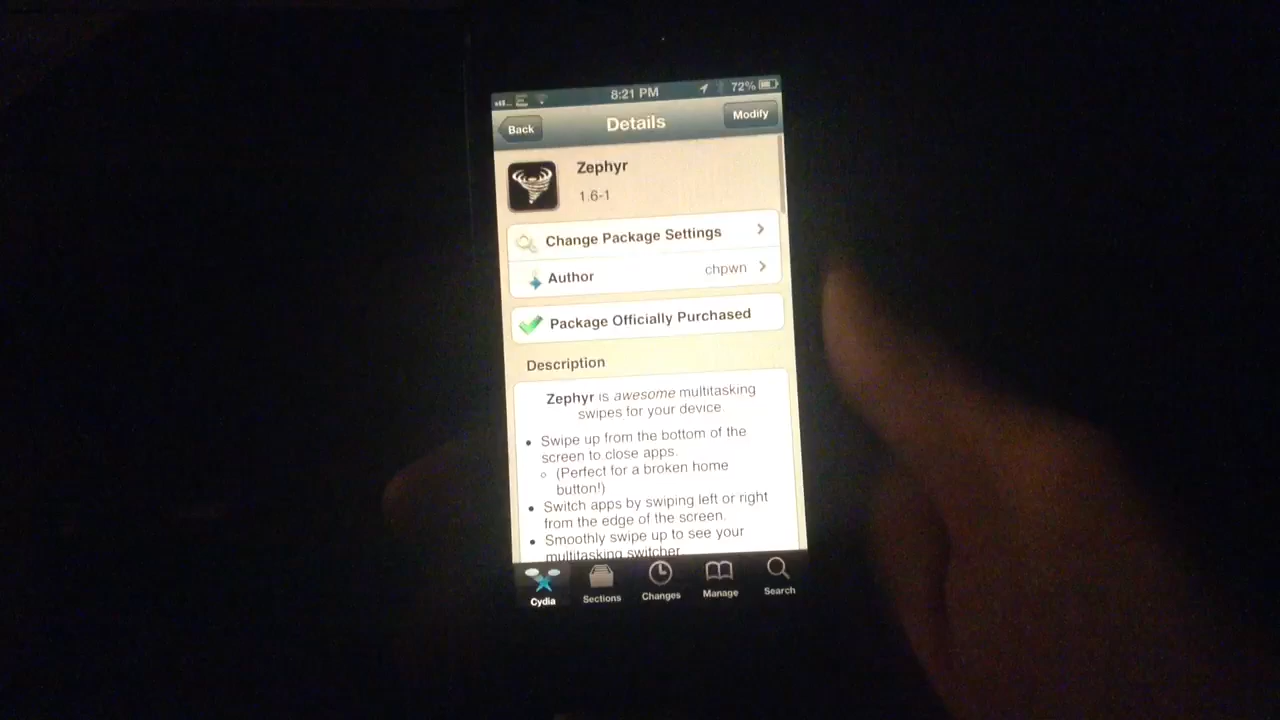 8:21 PM
72%
Back
Details
Modify
Zephyr
1.6-1
Change Package Settings
Author
chpwn
Package Officially Purchased
Description
Zephyr is awesome multitasking
swipes for your device
Swipe up from the bottom of the
screen to close apps.
(Perfect for a broken home
button!)
Switch apps by swiping left or right
from the edge of the screen.
Smoothly swipe up to see your
multitasking switcher
Cydia
Sections
Changes
Manage
Search